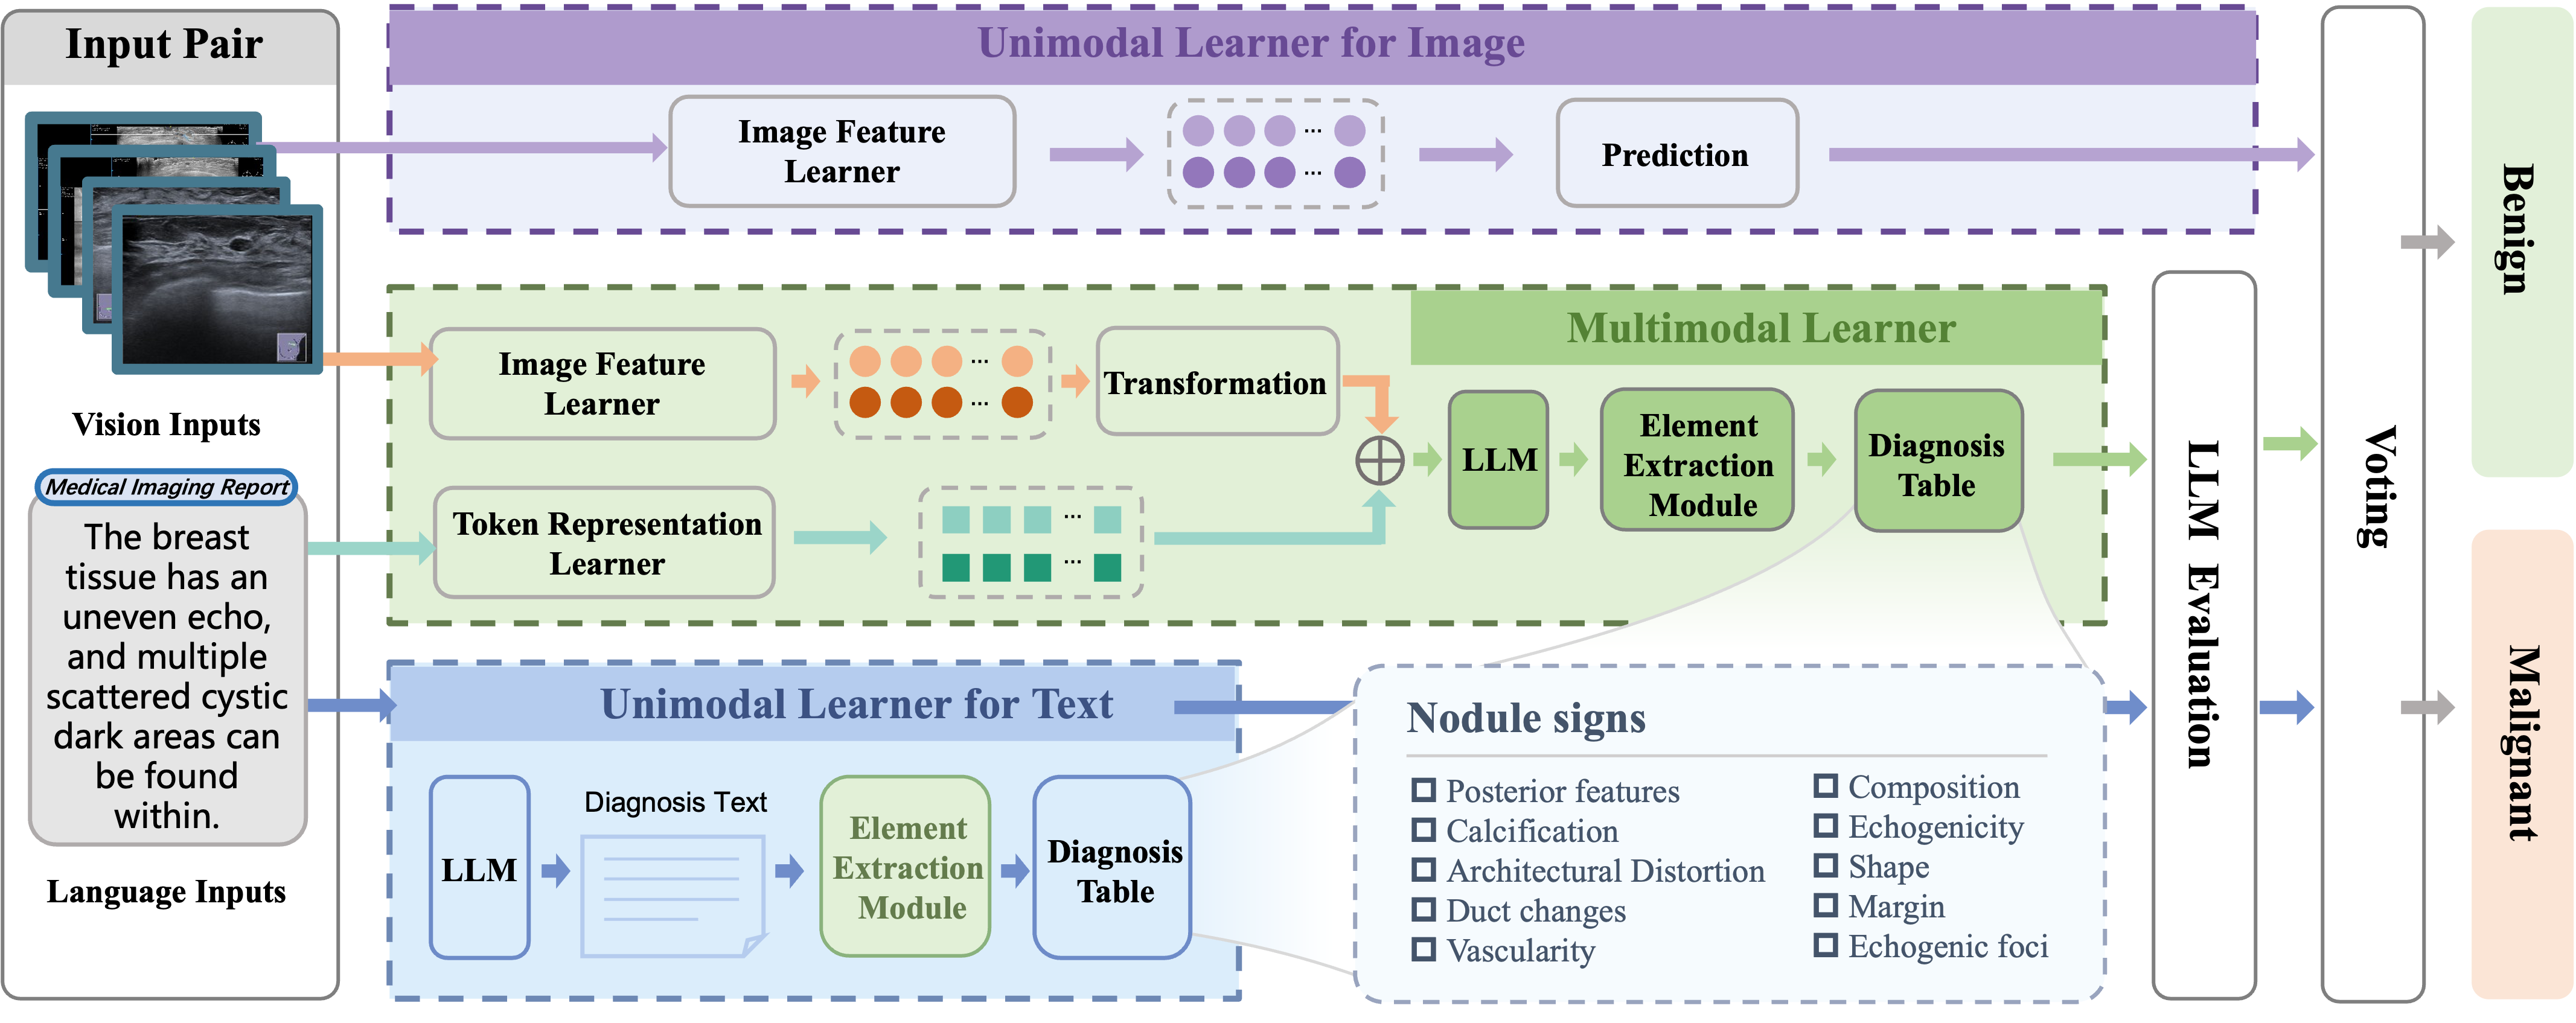 Input Pair
Vision Inputs
Medical Imaging Report
The breast
tissue has an
uneven echo,
and multiple
scattered cystic
dark areas can
be found
within.
Language Inputs
Unimodal Learner for Image
Image Feature
Learner
...
...
Prediction
Multimodal Learner
Image Feature
Learner
...
...
Transformation
Token Representation
Learner
...
...
LLM
Element
Extraction
Module
Diagnosis
Table
Unimodal Learner for Text
LLM
Diagnosis Text
Element
Extraction
Module
Diagnosis
Table
Nodule signs
Posterior features
Calcification
Architectural Distortion
Duct changes
Vascularity
Composition
Echogenicity
Shape
Margin
Echogenic foci
LLM Evaluation
Voting
Benign
Malignant